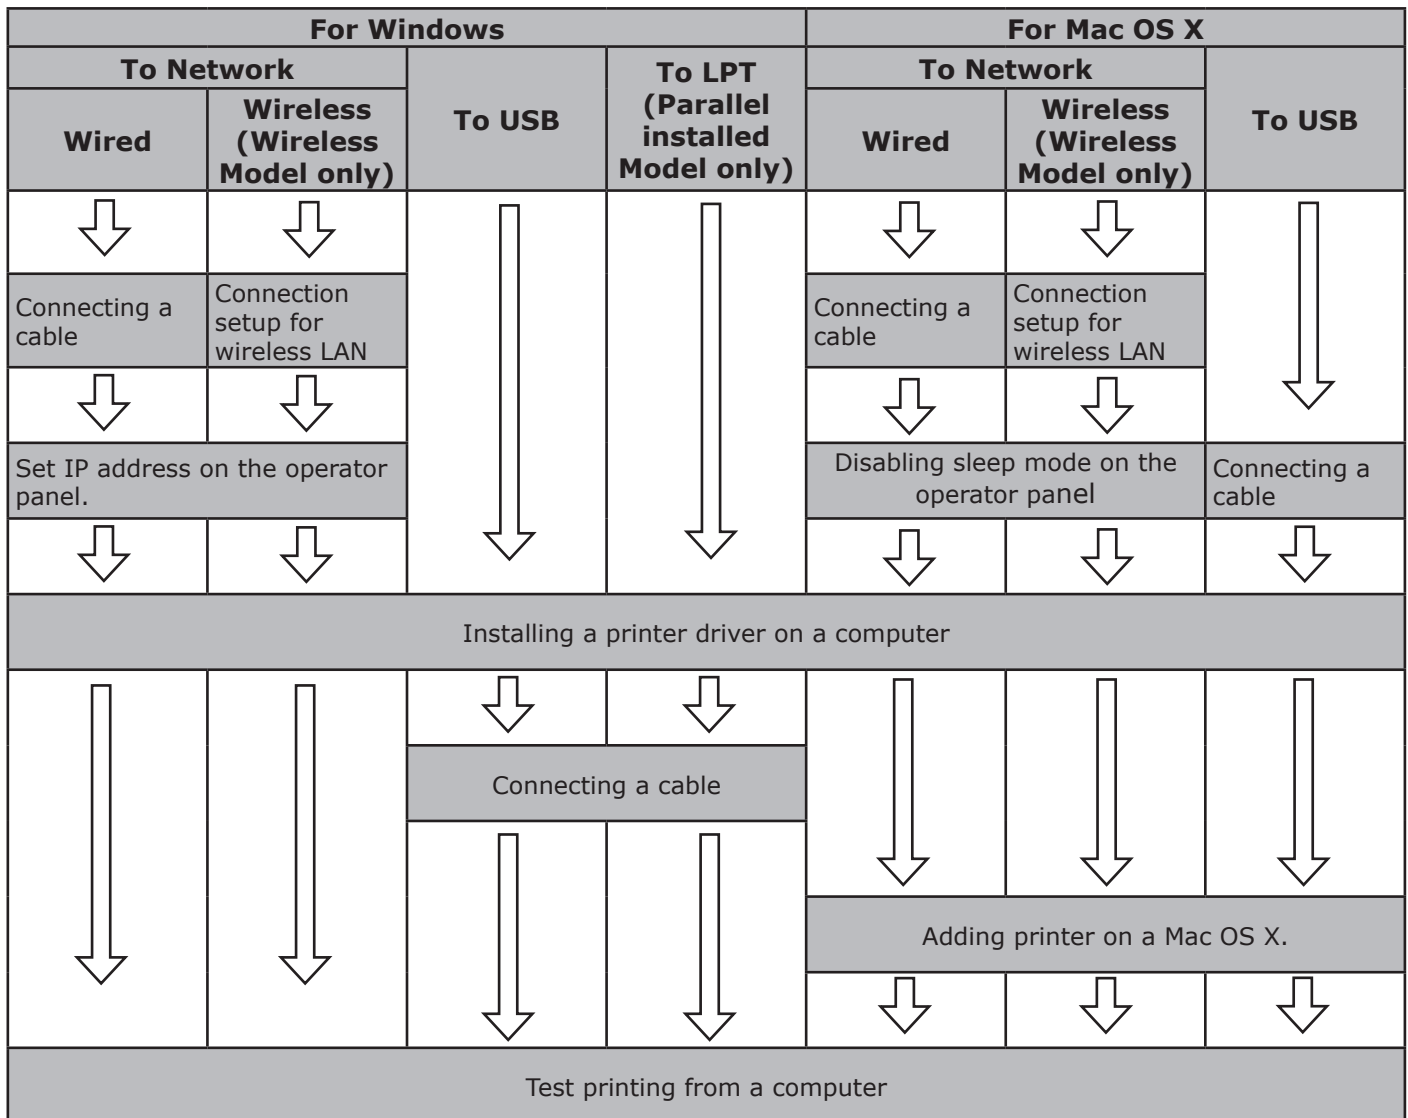 For Windows
For Mac OS X
To Network
To USB
To LPT
(Parallel
installed
Model only)
To Network
To USB
Wired
Wireless
(Wireless
Model only)
Wired
Wireless
(Wireless
Model only)
Connecting a
cable
Connection
setup for
wireless LAN
Connecting a
cable
Connection
setup for
wireless LAN
Set IP address on the operator
panel.
Disabling sleep mode on the
operator panel
Connecting a
cable
Installing a printer driver on a computer
Connecting a cable
Adding printer on a Mac OS X.
Test printing from a computer